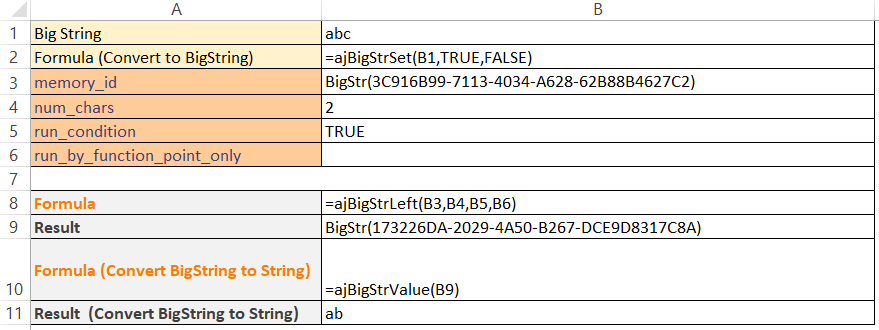 A B
1 Big String abc
2 Formula (Convert to BigString) =ajBigStrSet(B1,TRUE,FALSE)
3 memory_id BigStr(3C916B99-7113-4034-A628-62B88B4627C2)
4 num_chars 2
5 run_condition TRUE
6 run_by_function_point_only
7
8 Formula =ajBigStrLeft(B3,B4,B5,B6)
9 Result BigStr(173226DA-2029-4A50-B267-DCE9D8317C8A)
10 Formula (Convert BigString to String) =ajBigStrValue(B9)
11 Result  (Convert BigString to String) ab